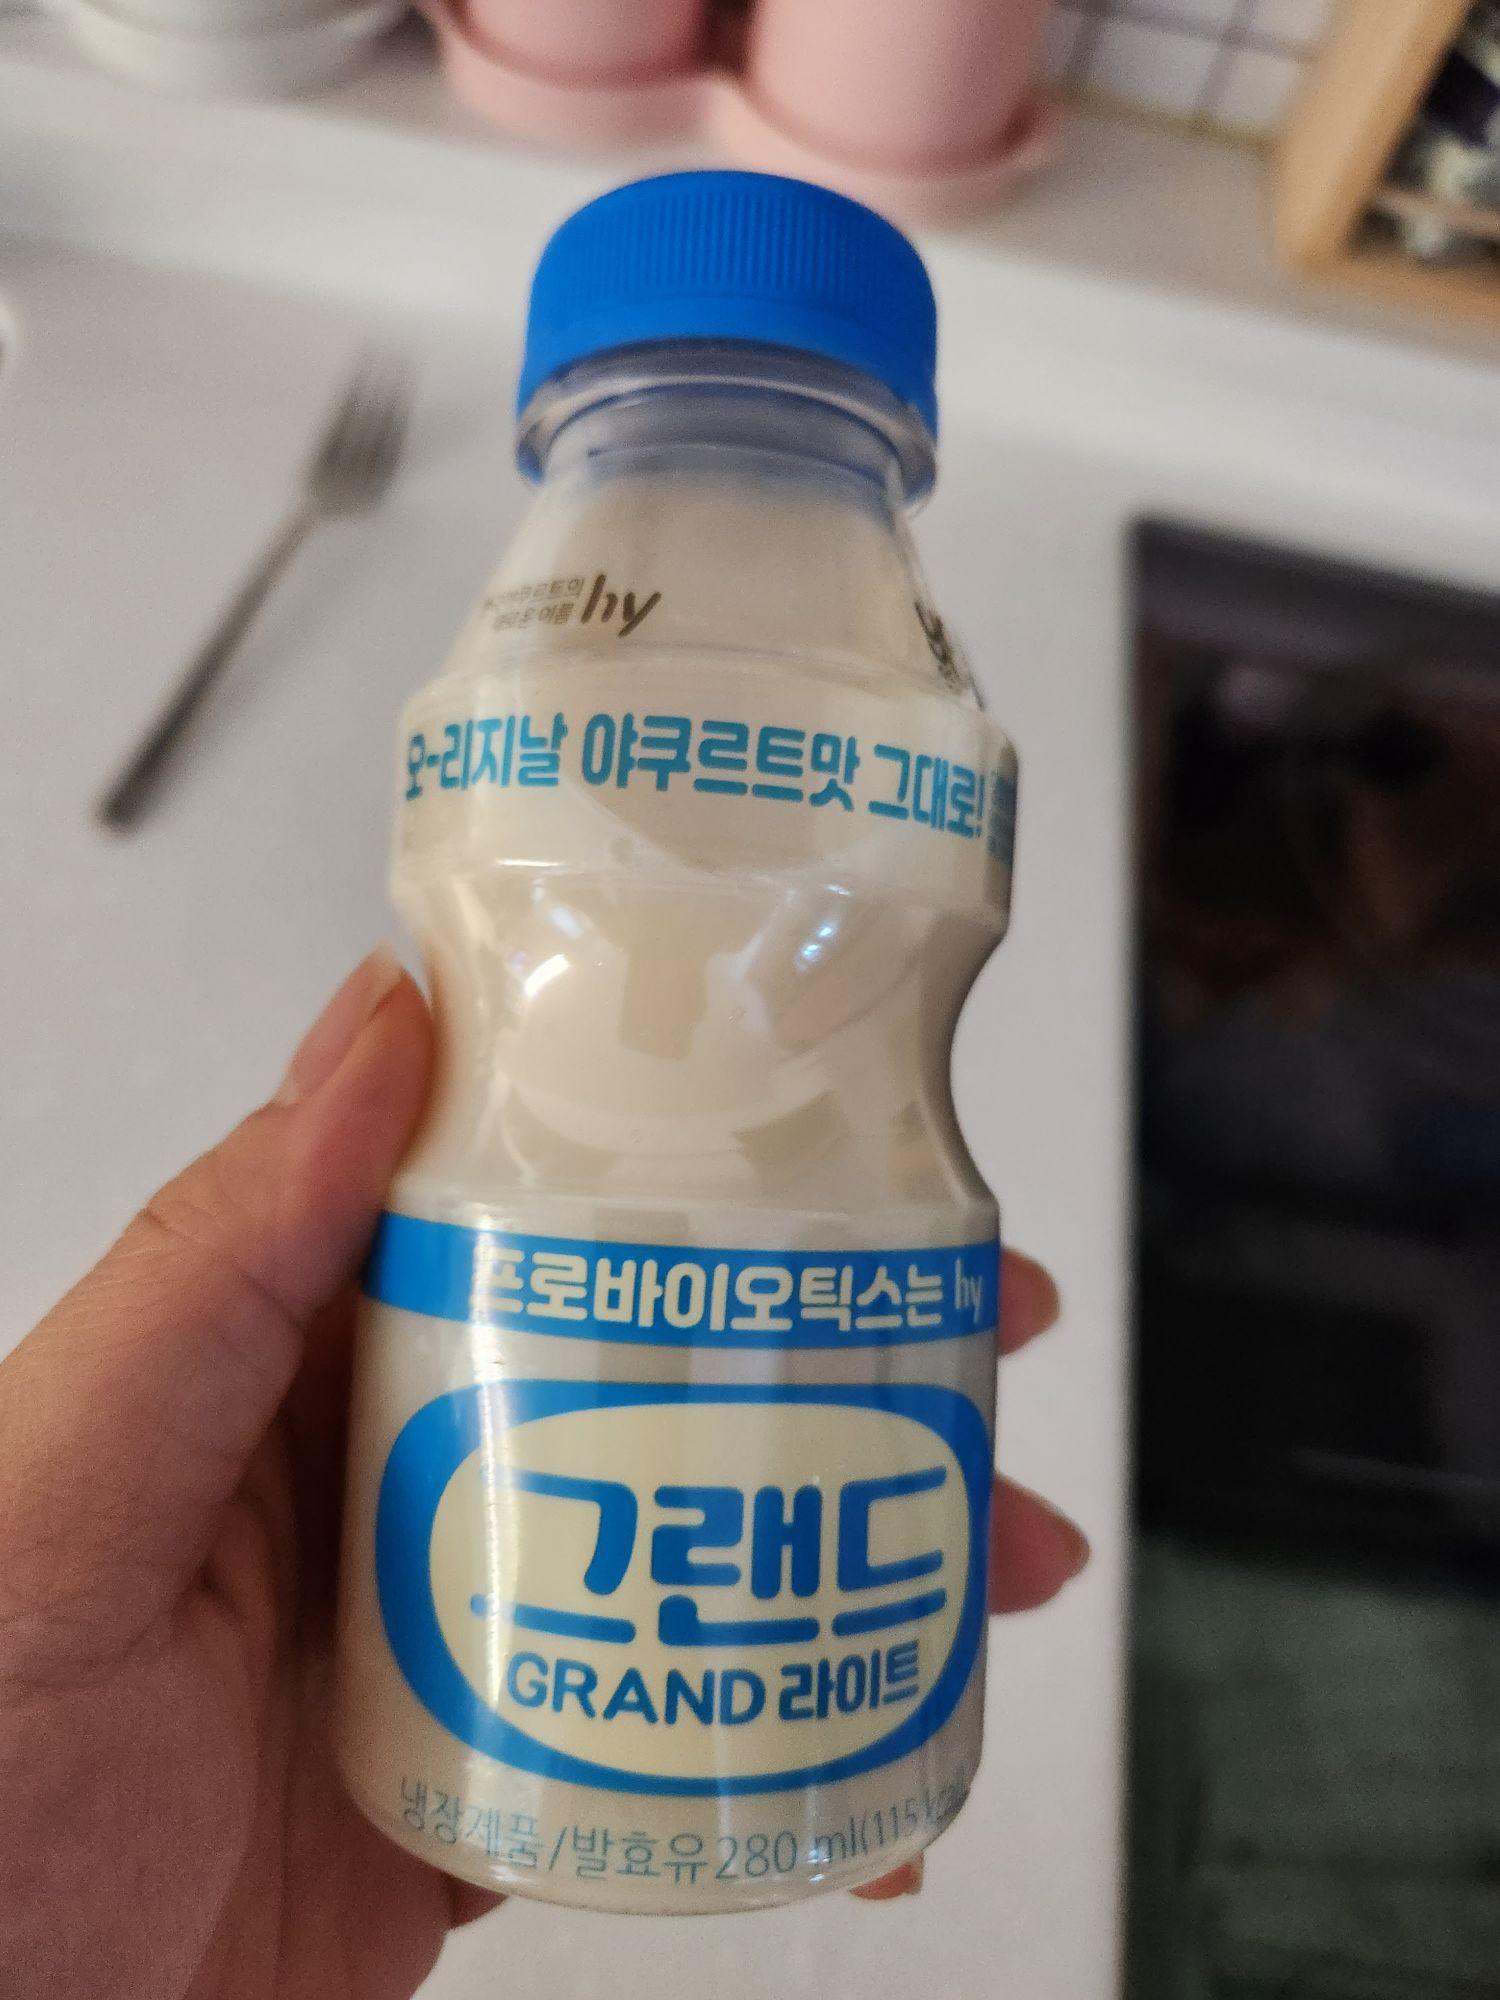 hy
오-리지날 야쿠르트맛 그대로!
프로바이오틱스는 hy
그랜드
GRAND 라이트
냉장제품/발효유 280 ml(115 kcal